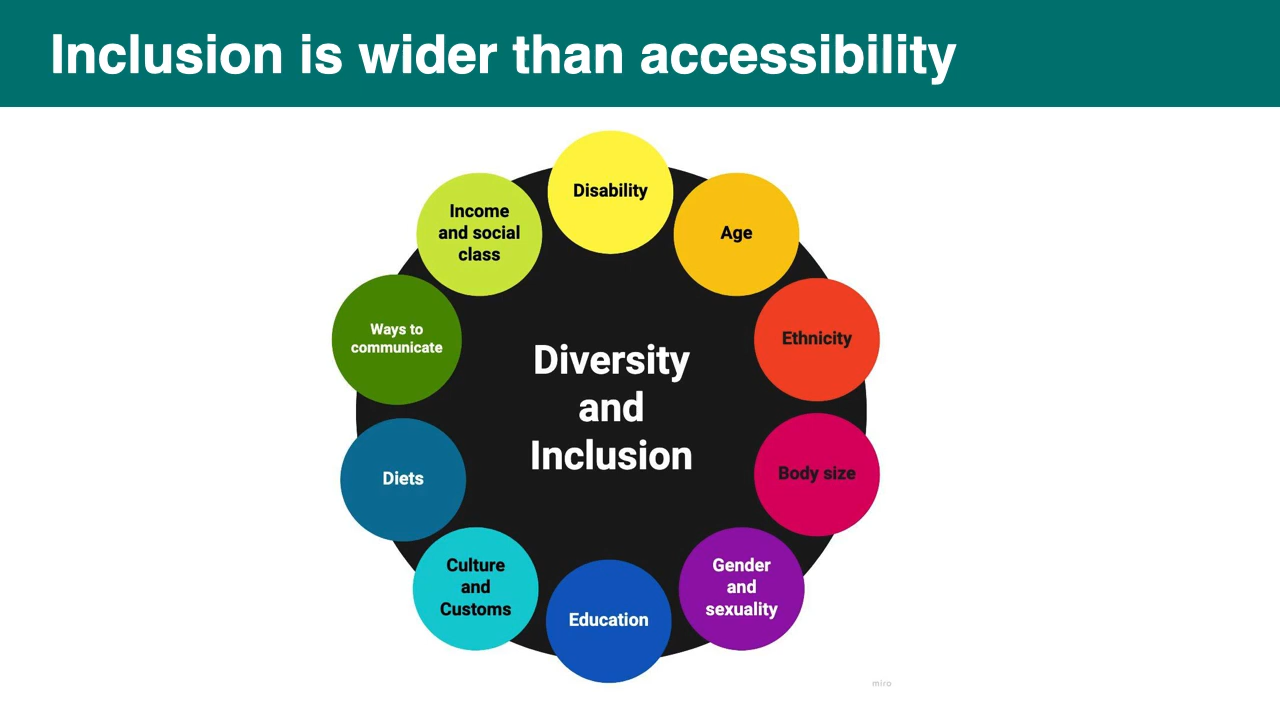 Inclusion is wider than accessibility
Disability
Age
Ethnicity
Body size
Gender
and
sexuality
Education
Culture
and
Customs
Diets
Ways to
communicate
Income
and social
class
Diversity
and
Inclusion
miro